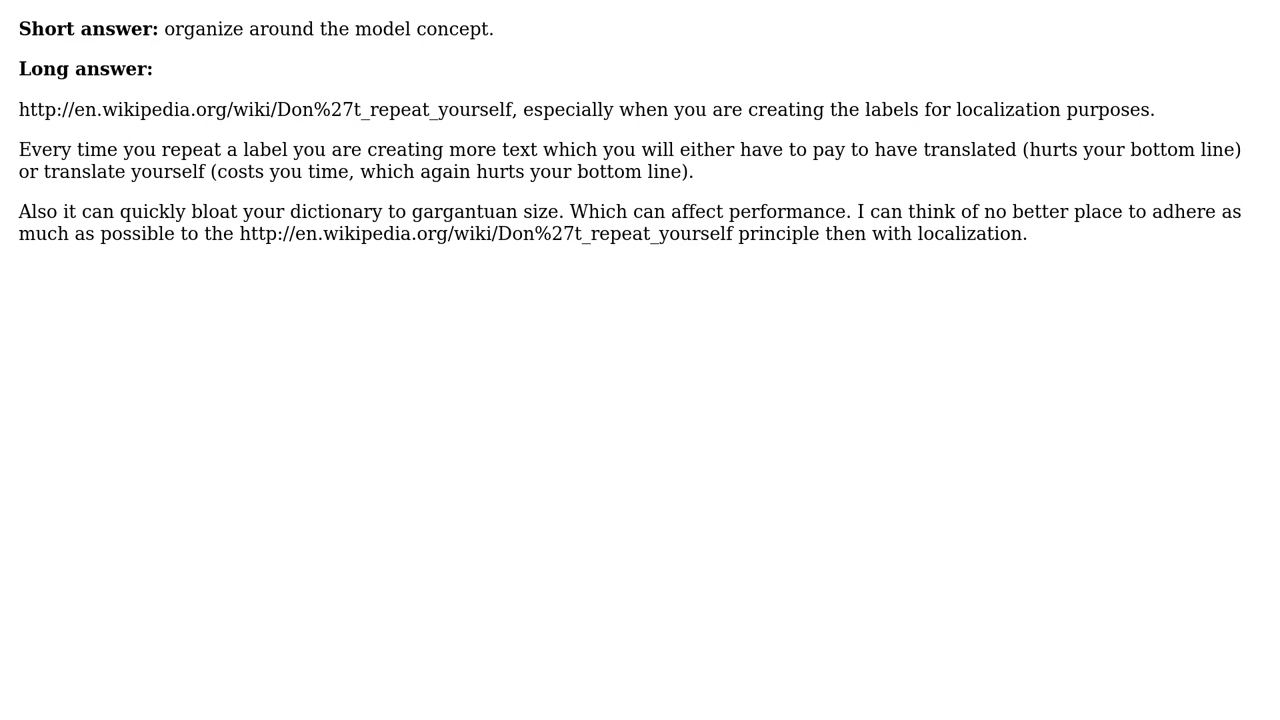 Short answer: organize around the model concept.
Long answer:
http://en.wikipedia.org/wiki/Don%27t_repeat_yourself, especially when you are creating the labels for localization purposes.
Every time you repeat a label you are creating more text which you will either have to pay to have translated (hurts your bottom line)
or translate yourself (costs you time, which again hurts your bottom line).
Also it can quickly bloat your dictionary to gargantuan size. Which can affect performance. I can think of no better place to adhere as
much as possible to the http://en.wikipedia.org/wiki/Don%27t_repeat_yourself principle then with localization.